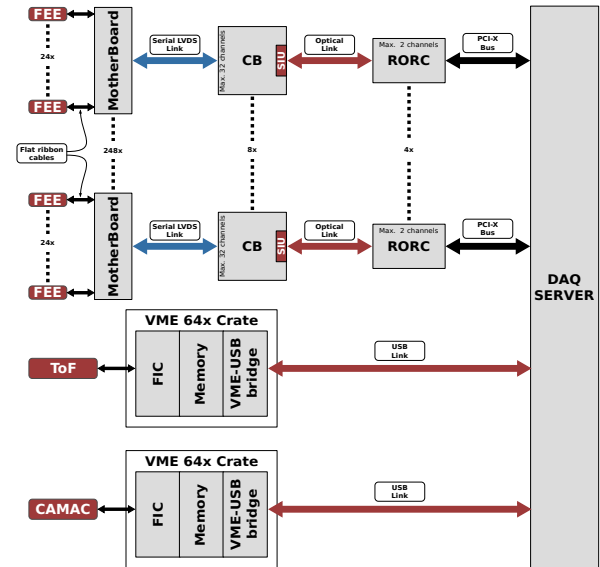 FEE
24x
FEE
MotherBoard
Serial LVDS
Link
Max. 32 channels
CB
SIU
Optical
Link
Max. 2 channels
RORC
PCI-X
Bus
Flat ribbon
cables
248x
8x
4x
FEE
24x
FEE
MotherBoard
Serial LVDS
Link
Max. 32 channels
CB
SIU
Optical
Link
Max. 2 channels
RORC
PCI-X
Bus
DAQ
SERVER
VME 64x Crate
ToF
FIC
Memory
VME-USB
bridge
USB
Link
VME 64x Crate
CAMAC
FIC
Memory
VME-USB
bridge
USB
Link